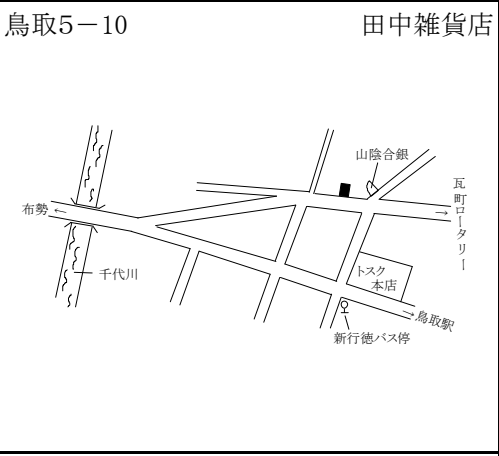 鳥取5－10
田中雑貨店
山陰合銀
瓦町ロータリー
→
布勢 ←
千代川
トスク
本店
→鳥取駅
新行徳バス停